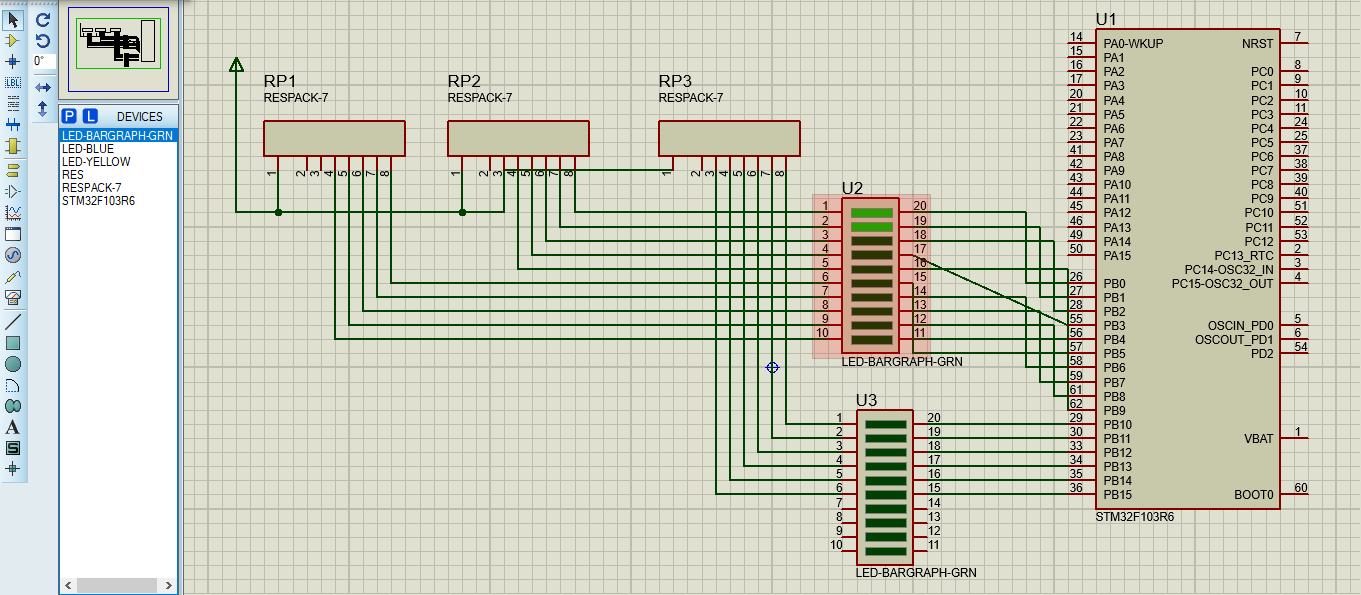 0°
LBL
P L DEVICES
LED-BARGRAPH-GRN
LED-BLUE
LED-YELLOW
RES
RESPACK-7
STM32F103R6
A
S
RP1
RESPACK-7
1 2 3 4 5 6 7 8
RP2
RESPACK-7
1 2 3 4 5 6 7 8
RP3
RESPACK-7
1 2 3 4 5 6 7 8
U2
1 20
2 19
3 18
4 17
5 16
6 15
7 14
8 13
9 12
10 11
LED-BARGRAPH-GRN
U3
1 20
2 19
3 18
4 17
5 16
6 15
7 14
8 13
9 12
10 11
LED-BARGRAPH-GRN
U1
14 PA0-WKUP NRST 7
15 PA1
16 PA2 PC0 8
17 PA3 PC1 9
20 PA4 PC2 10
21 PA5 PC3 11
22 PA6 PC4 24
23 PA7 PC5 25
41 PA8 PC6 37
42 PA9 PC7 38
43 PA10 PC8 39
44 PA11 PC9 40
45 PA12 PC10 51
46 PA13 PC11 52
49 PA14 PC12 53
50 PA15 PC13_RTC 2
PC14-OSC32_IN 3
26 PB0 PC15-OSC32_OUT 4
27 PB1
28 PB2
55 PB3 OSCIN_PD0 5
56 PB4 OSCOUT_PD1 6
57 PB5 PD2 54
58 PB6
59 PB7
61 PB8
62 PB9
29 PB10
30 PB11 VBAT 1
33 PB12
34 PB13
35 PB14
36 PB15 BOOT0 60
STM32F103R6